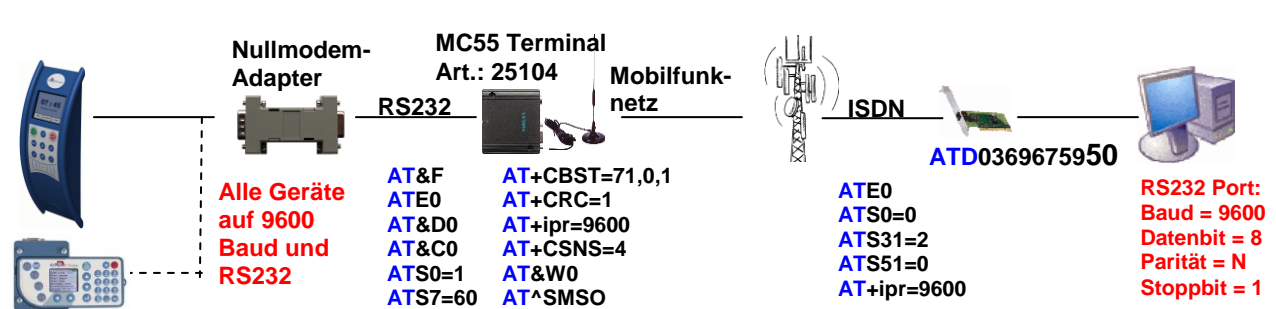 Nullmodem-
Adapter
MC55 Terminal
Art.: 25104
RS232
Mobilfunk-
netz
ISDN
ATD0369675950
Alle Geräte
auf 9600
Baud und
RS232
AT&F
ATE0
AT&D0
AT&C0
ATS0=1
ATS7=60
AT+CBST=71,0,1
AT+CRC=1
AT+ipr=9600
AT+CSNS=4
AT&W0
AT^SMSO
ATE0
ATS0=0
ATS31=2
ATS51=0
AT+ipr=9600
RS232 Port:
Baud = 9600
Datenbit = 8
Parität = N
Stoppbit = 1